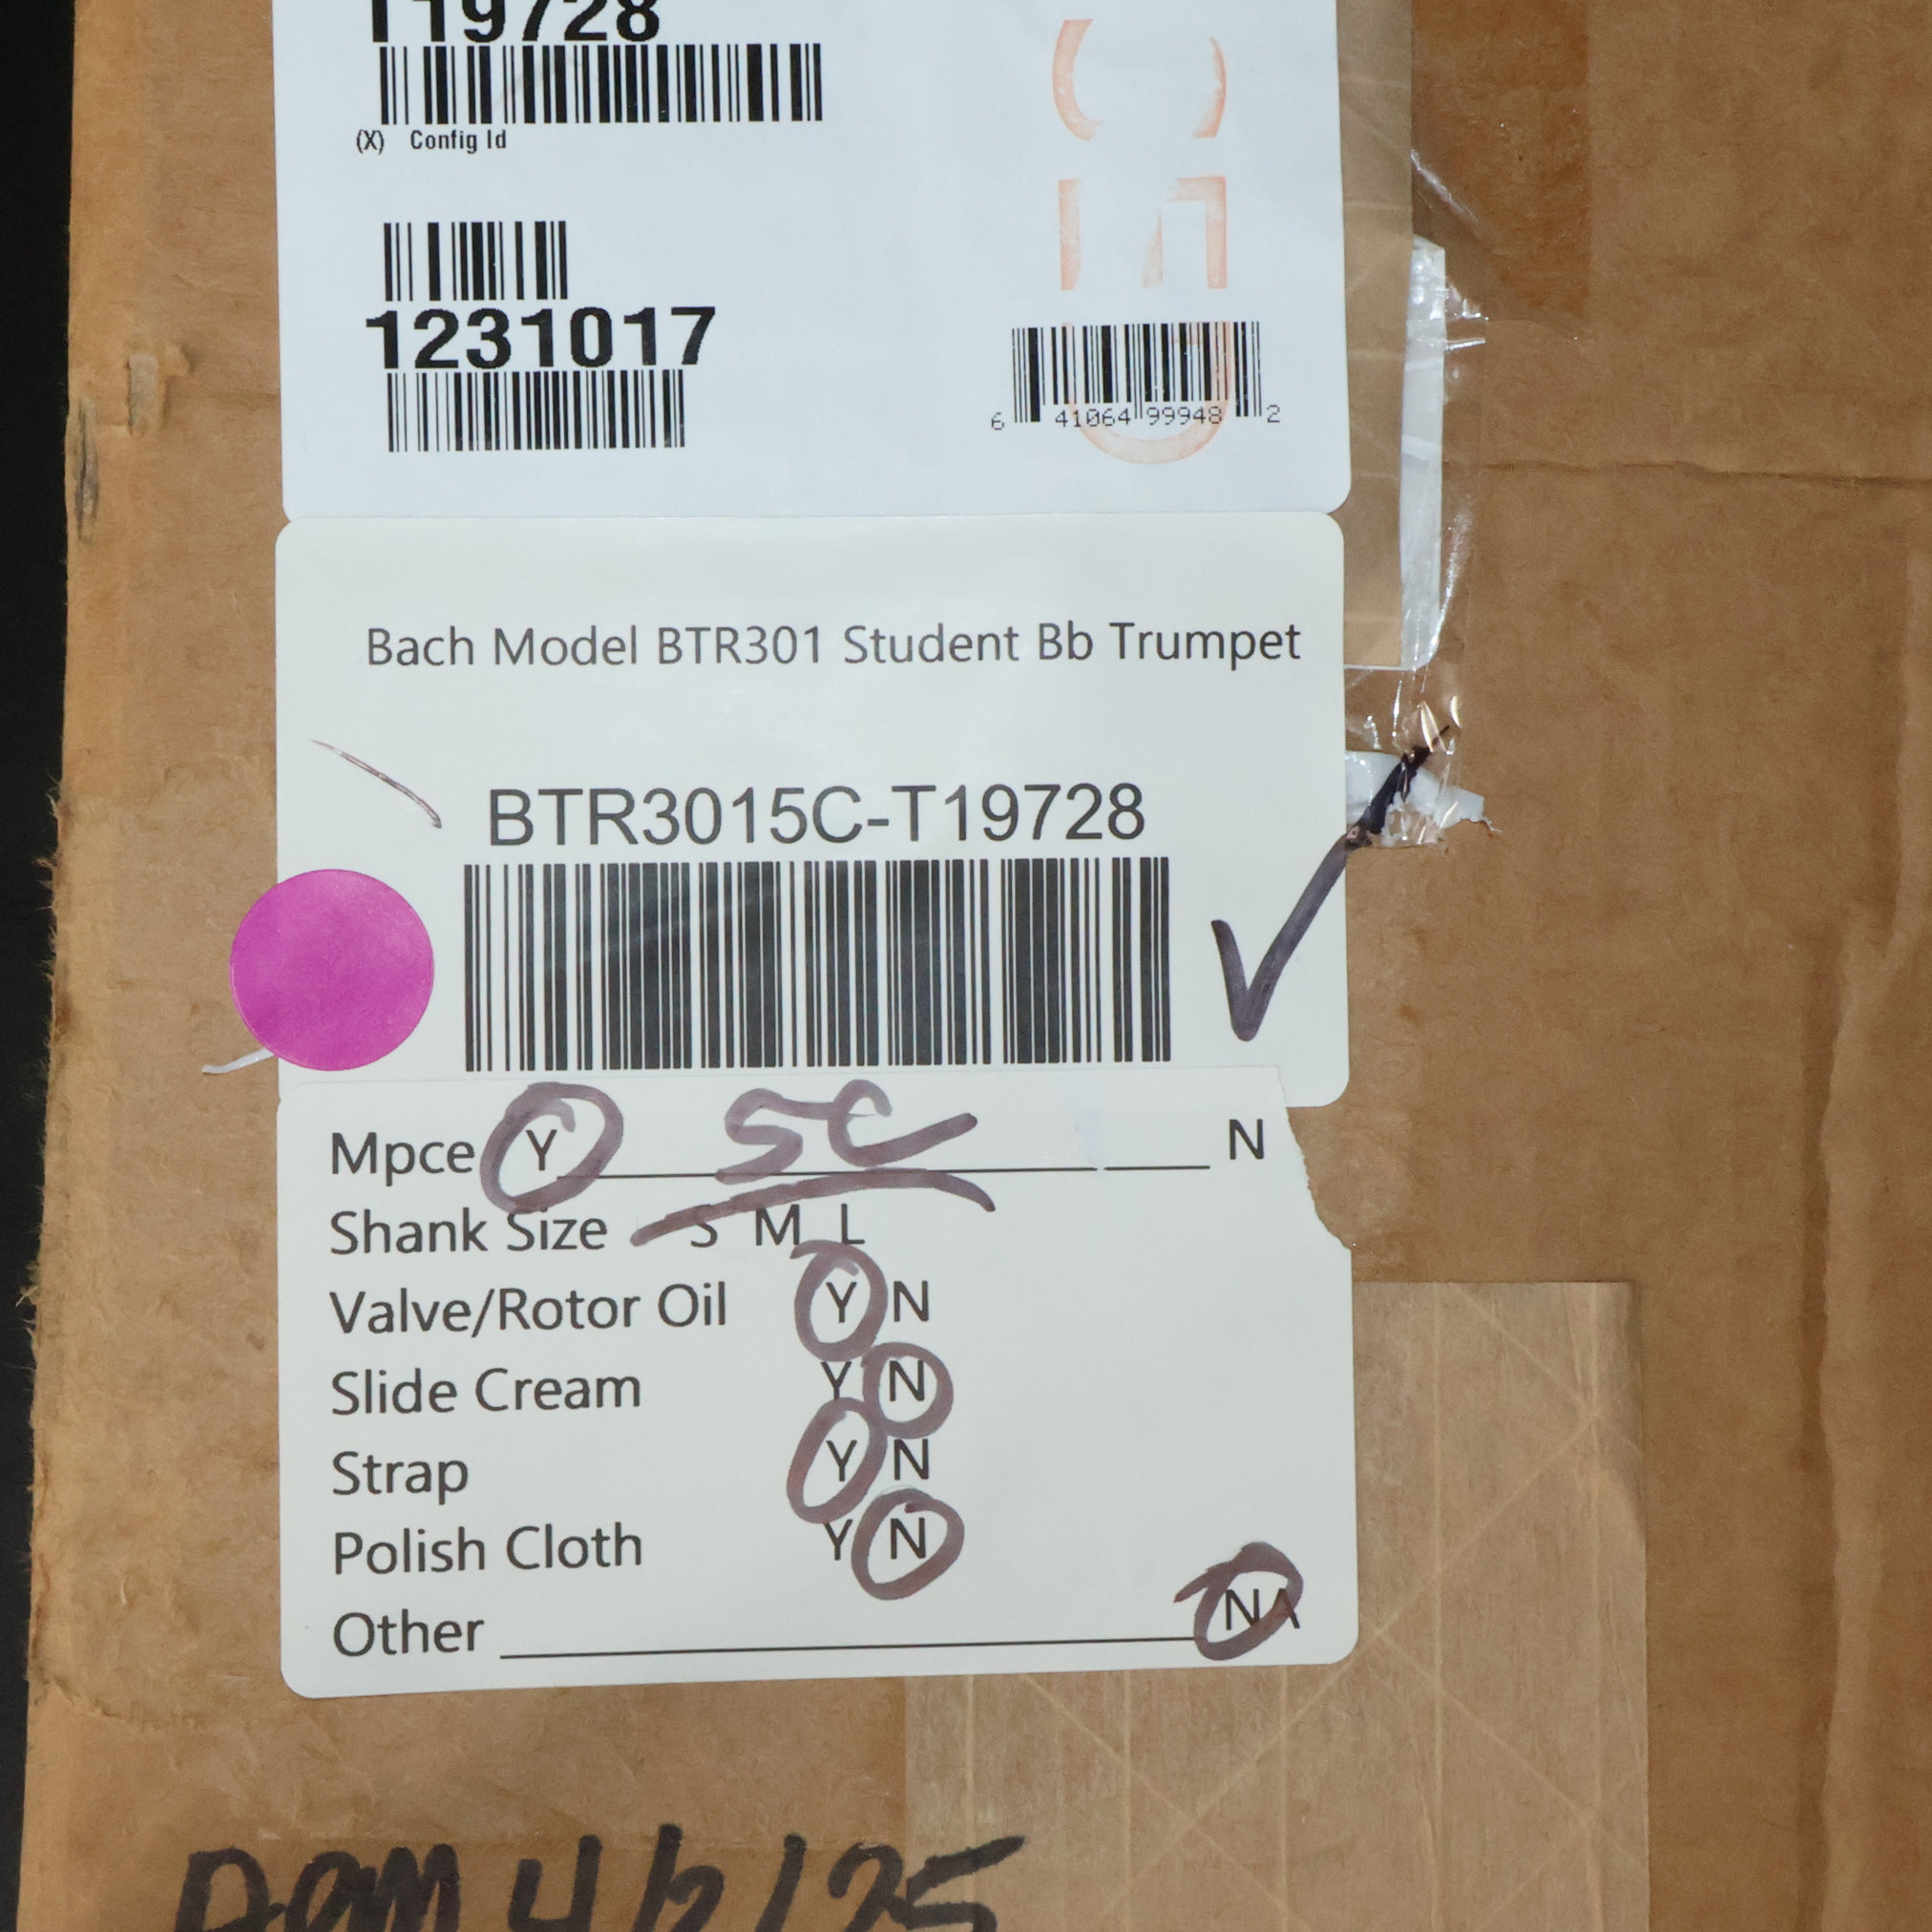 T19728
(X) Config Id
1231017
6 41064 99948 2
Bach Model BTR301 Student Bb Trumpet
BTR3015C-T19728
Mpce Y 5C N
Shank Size S M L
Valve/Rotor Oil Y N
Slide Cream Y N
Strap Y N
Polish Cloth Y N
Other NA